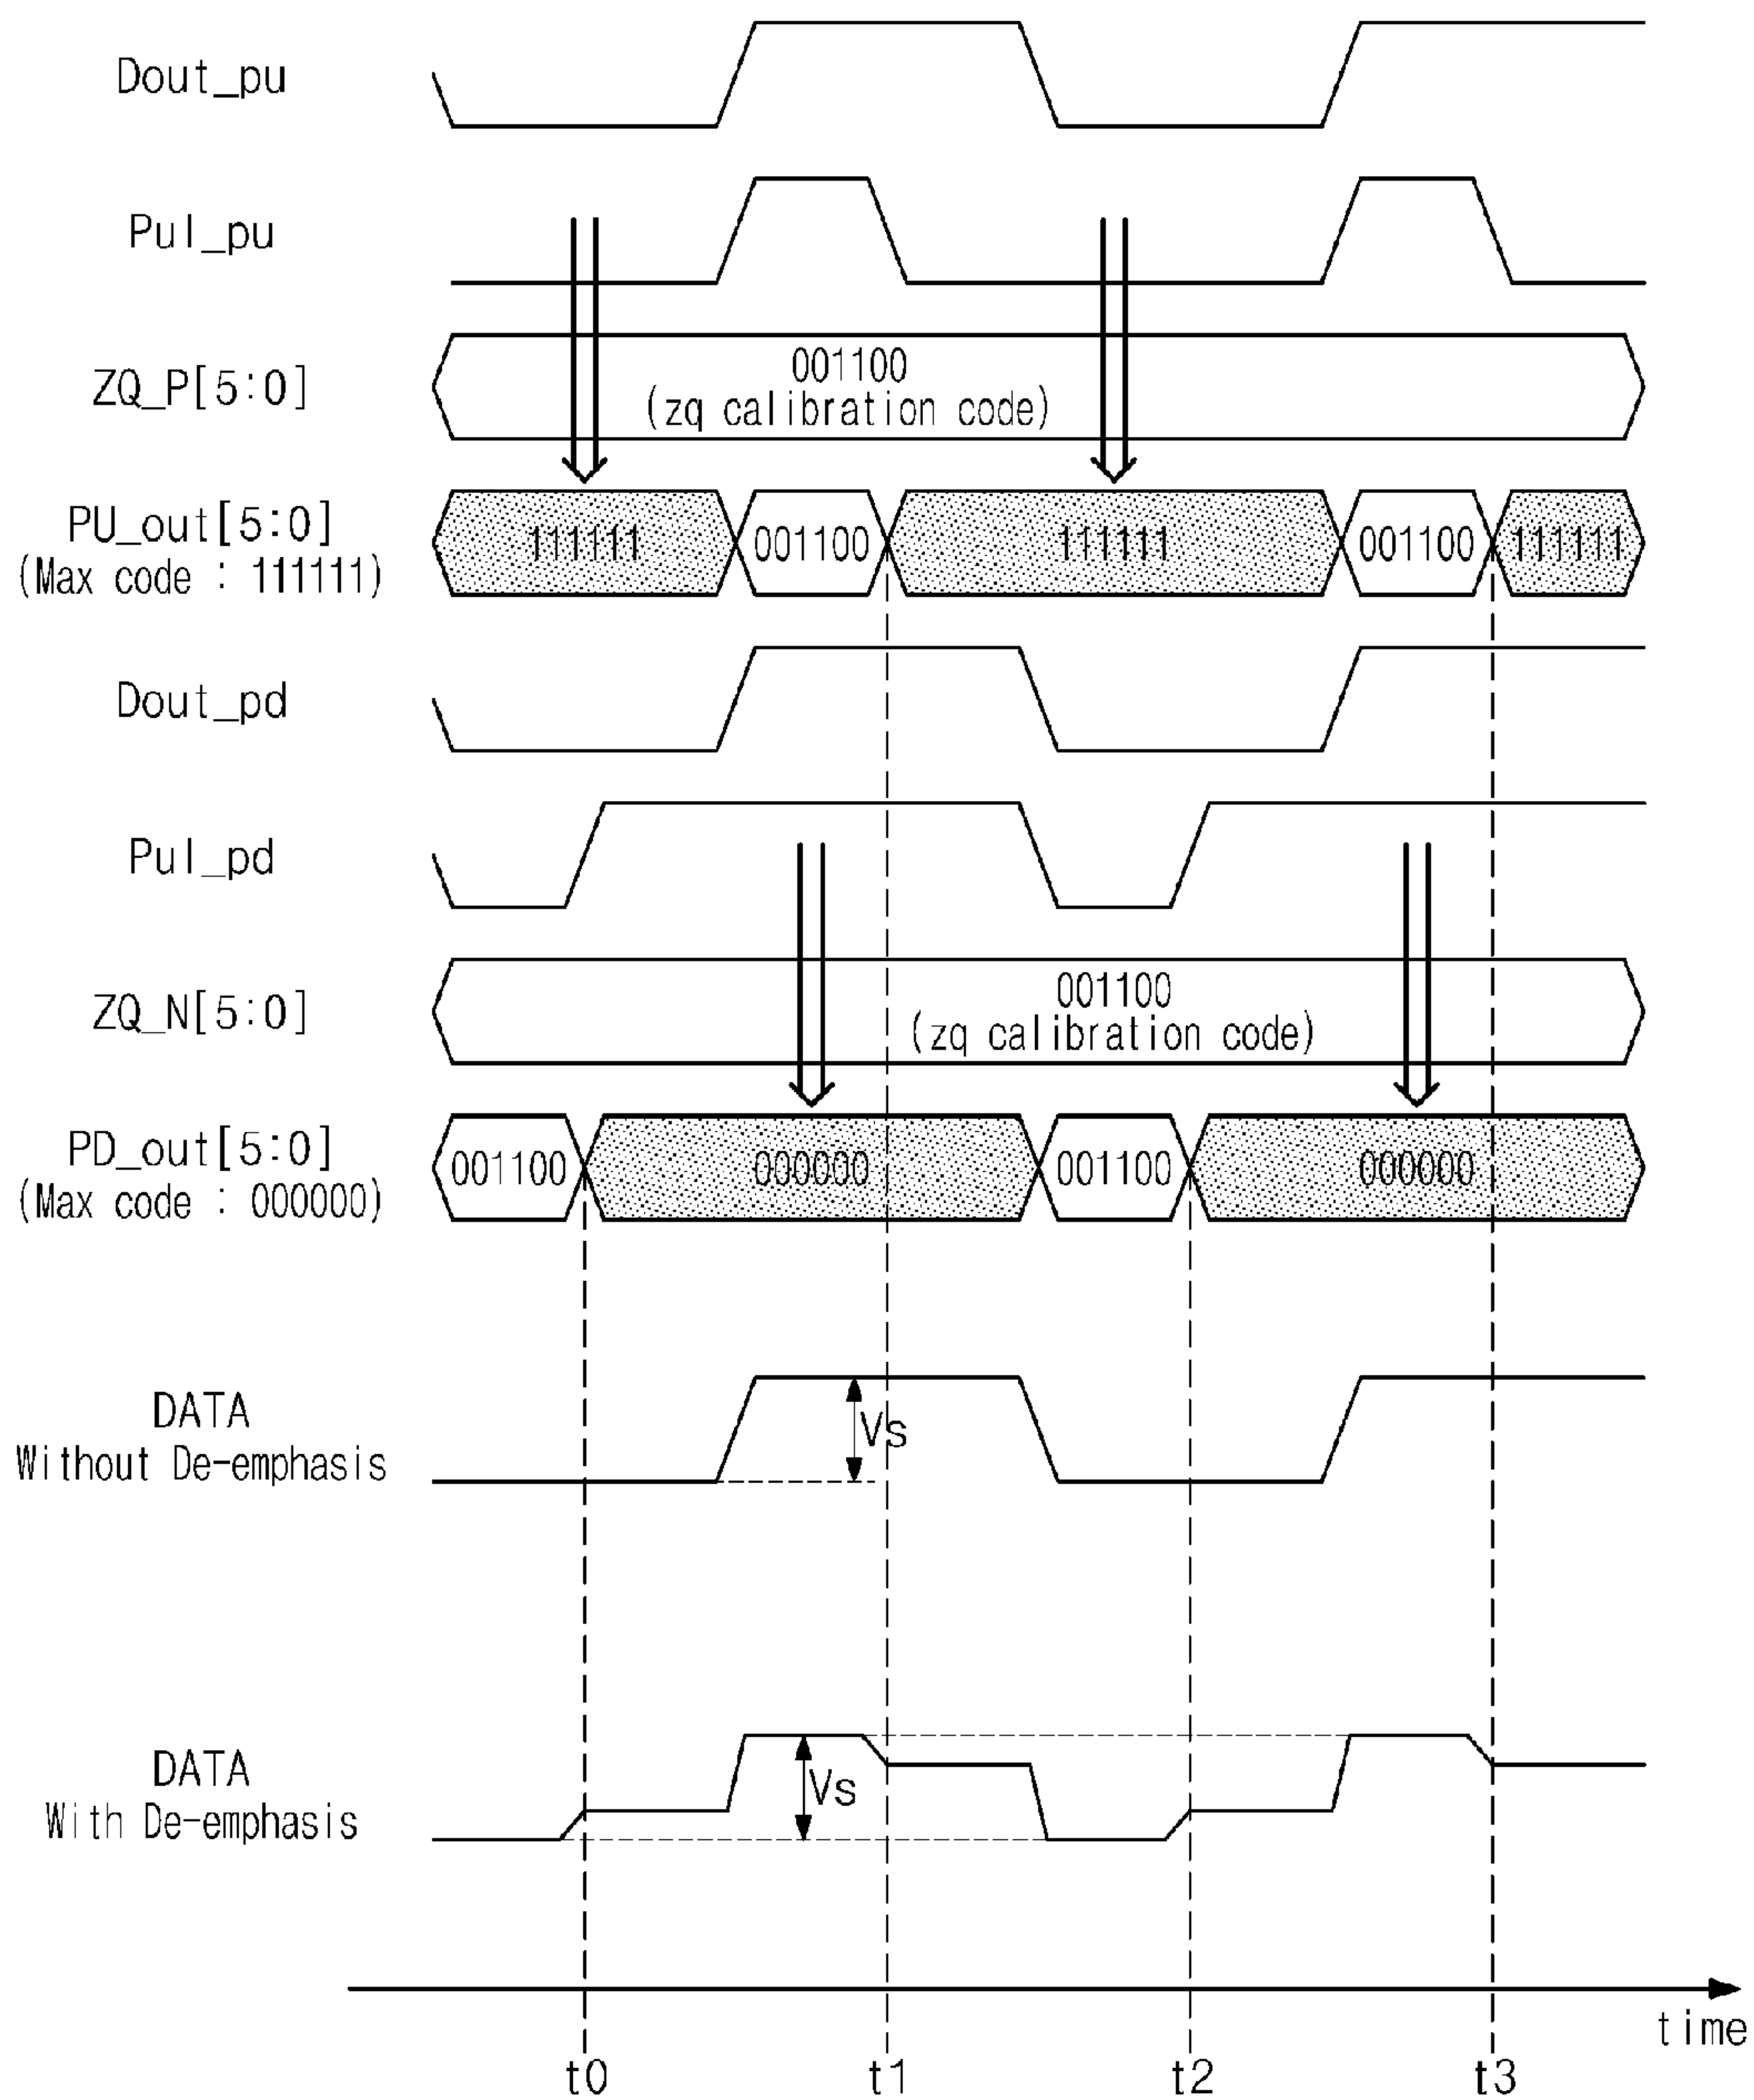 Dout_pu
Pul_pu
ZQ_P[5:0]
001100
(zq calibration code)
PU_out[5:0]
(Max code : 111111)
111111
001100
111111
001100
111111
Dout_pd
Pul_pd
ZQ_N[5:0]
001100
(zq calibration code)
PD_out[5:0]
(Max code : 000000)
001100
000000
001100
000000
DATA
Without De-emphasis
Vs
DATA
With De-emphasis
Vs
time
t0
t1
t2
t3